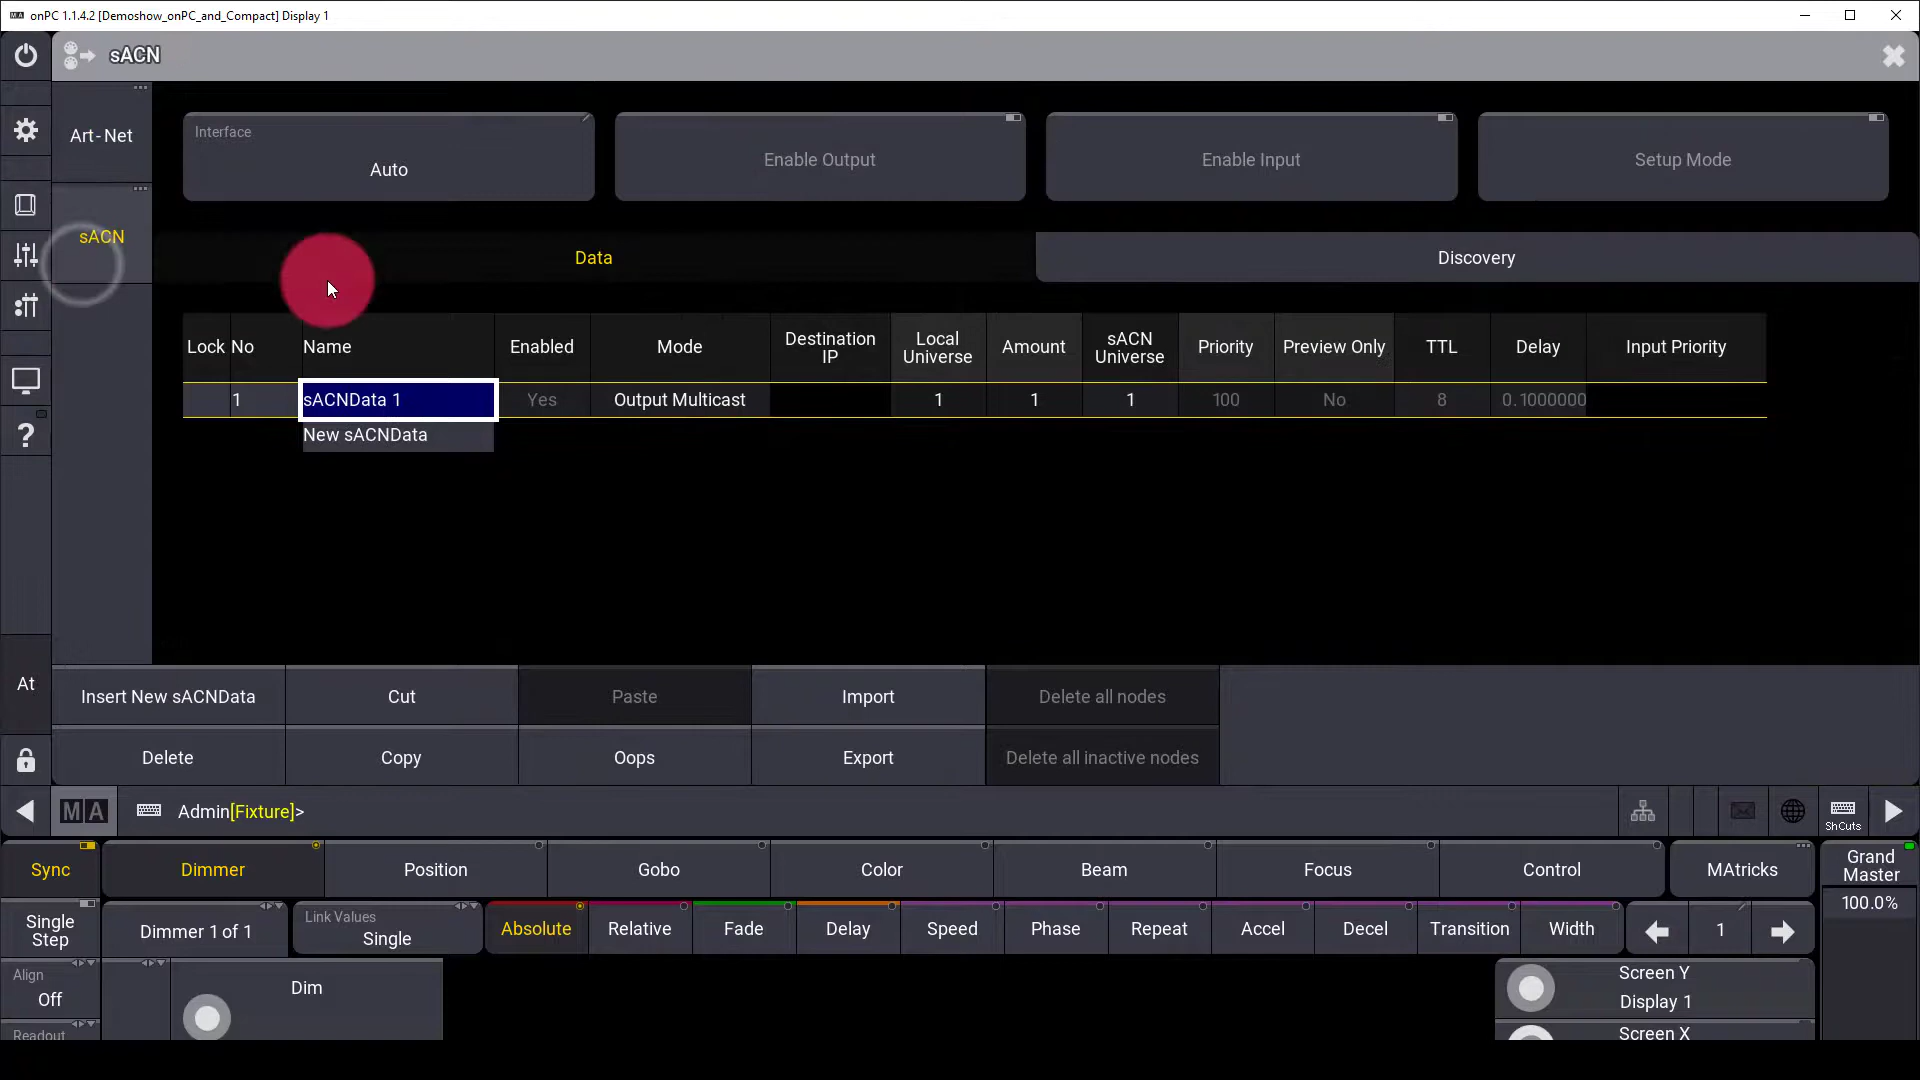 onPC 1.1.4.2 [Demoshow_onPC_and_Compact] Display 1
sACN
Art-Net
sACN
Interface
Auto
Enable Output
Enable Input
Setup Mode
Data
Discovery
Lock No Name Enabled Mode Destination IP Local Universe Amount sACN Universe Priority Preview Only TTL Delay Input Priority
1 sACNData 1 Yes Output Multicast 1 1 1 100 No 8 0.1000000
New sACNData
?
At
Insert New sACNData Cut Paste Import Delete all nodes
Delete Copy Oops Export Delete all inactive nodes
MA Admin[Fixture]>
ShCuts
Sync Dimmer Position Gobo Color Beam Focus Control MAtricks
Grand Master
100.0%
Single Step
Dimmer 1 of 1
Link Values
Single
Absolute Relative Fade Delay Speed Phase Repeat Accel Decel Transition Width 1
Align
Off
Dim
Screen Y
Display 1
Readout
Screen X